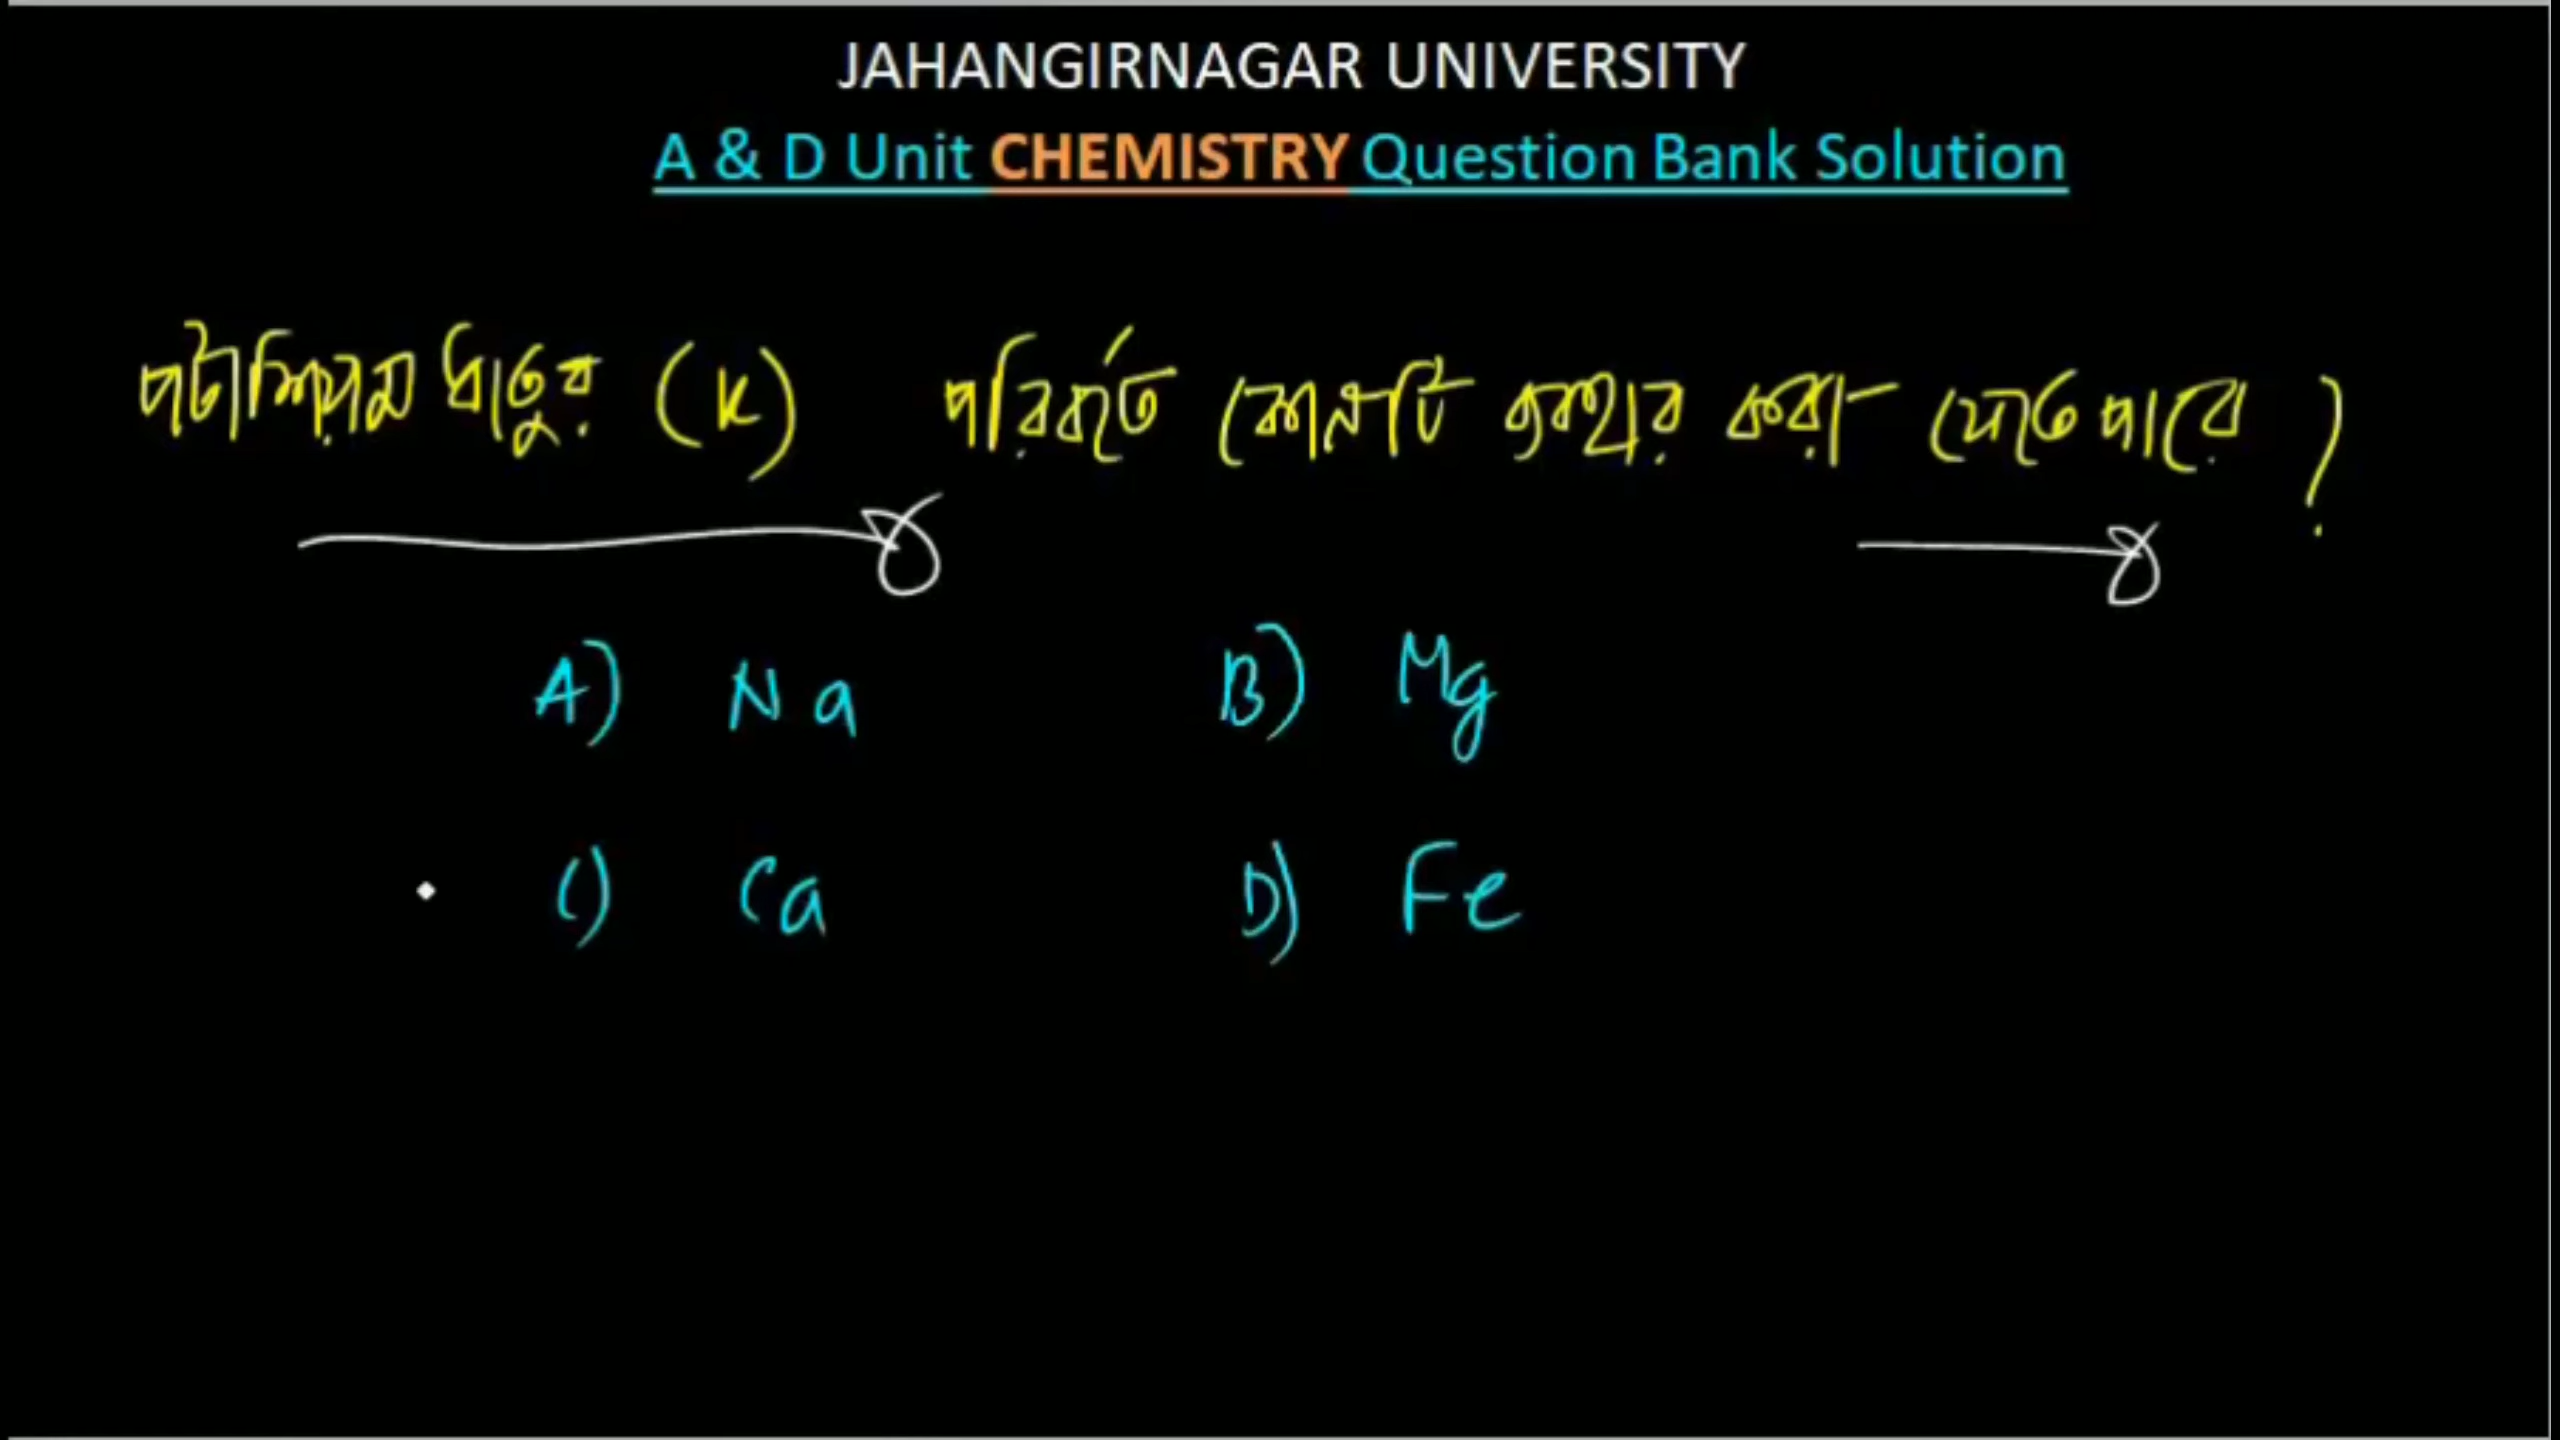 JAHANGIRNAGAR UNIVERSITY
A & D Unit CHEMISTRY Question Bank Solution
পটাশিয়াম ধাতুর (K) পরিবর্তে কোনটি ব্যবহার করা যেতে পারে ?
A) Na B) Mg
C) Ca D) Fe